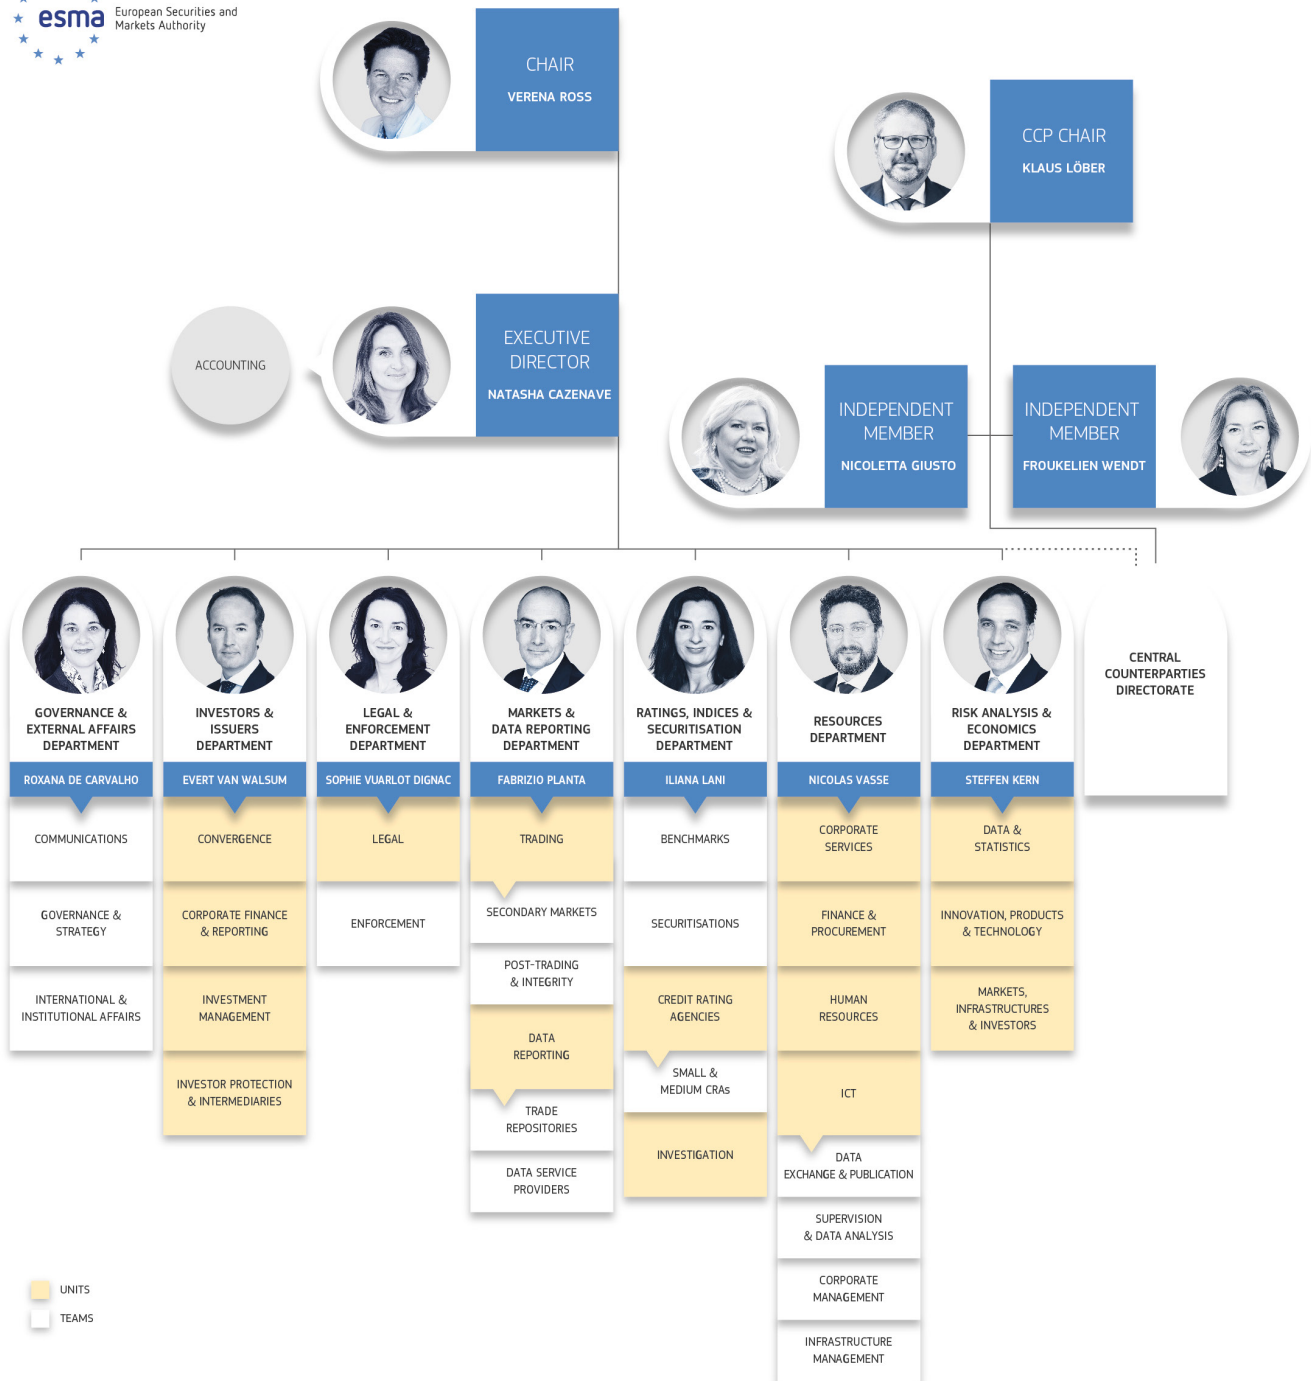 esma
European Securities and
Markets Authority
CHAIR
VERENA ROSS
CCP CHAIR
KLAUS LÖBER
ACCOUNTING
EXECUTIVE
DIRECTOR
NATASHA CAZENAVE
INDEPENDENT
MEMBER
NICOLETTA GIUSTO
INDEPENDENT
MEMBER
FROUKELIEN WENDT
GOVERNANCE &
EXTERNAL AFFAIRS
DEPARTMENT
ROXANA DE CARVALHO
COMMUNICATIONS
GOVERNANCE &
STRATEGY
INTERNATIONAL &
INSTITUTIONAL AFFAIRS
INVESTORS &
ISSUERS
DEPARTMENT
EVERT VAN WALSUM
CONVERGENCE
CORPORATE FINANCE
& REPORTING
INVESTMENT
MANAGEMENT
INVESTOR PROTECTION
& INTERMEDIARIES
LEGAL &
ENFORCEMENT
DEPARTMENT
SOPHIE VUARLOT DIGNAC
LEGAL
ENFORCEMENT
MARKETS &
DATA REPORTING
DEPARTMENT
FABRIZIO PLANTA
TRADING
SECONDARY MARKETS
POST-TRADING
& INTEGRITY
DATA
REPORTING
TRADE
REPOSITORIES
DATA SERVICE
PROVIDERS
RATINGS, INDICES &
SECURITISATION
DEPARTMENT
ILIANA LANI
BENCHMARKS
SECURITISATIONS
CREDIT RATING
AGENCIES
SMALL &
MEDIUM CRAs
INVESTIGATION
RESOURCES
DEPARTMENT
NICOLAS VASSE
CORPORATE
SERVICES
FINANCE &
PROCUREMENT
HUMAN
RESOURCES
ICT
DATA
EXCHANGE & PUBLICATION
SUPERVISION
& DATA ANALYSIS
CORPORATE
MANAGEMENT
INFRASTRUCTURE
MANAGEMENT
RISK ANALYSIS &
ECONOMICS
DEPARTMENT
STEFFEN KERN
DATA &
STATISTICS
INNOVATION, PRODUCTS
& TECHNOLOGY
MARKETS,
INFRASTRUCTURES
& INVESTORS
CENTRAL
COUNTERPARTIES
DIRECTORATE
UNITS
TEAMS